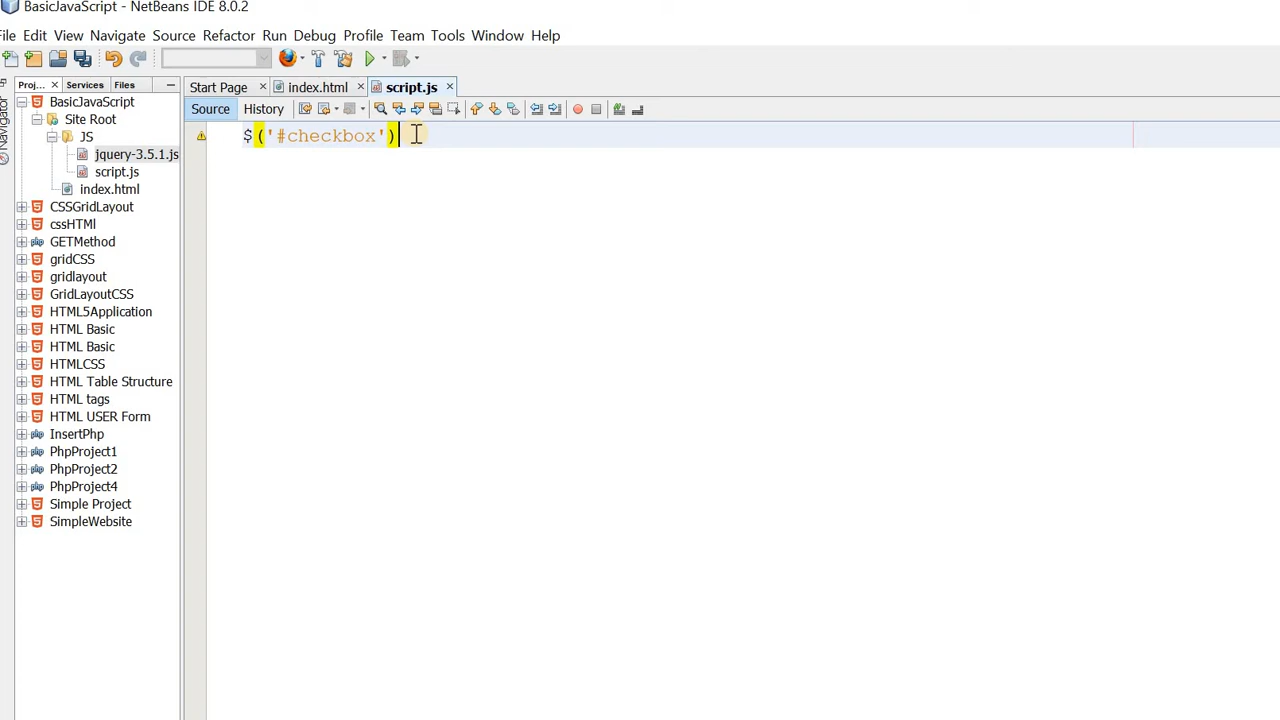 BasicJavaScript - NetBeans IDE 8.0.2
File Edit View Navigate Source Refactor Run Debug Profile Team Tools Window Help
Proj... Services Files
Start Page index.html script.js
Source History
Navigator
BasicJavaScript
Site Root
JS
jquery-3.5.1.js
script.js
index.html
CSSGridLayout
cssHTMl
GETMethod
gridCSS
gridlayout
GridLayoutCSS
HTML5Application
HTML Basic
HTML Basic
HTMLCSS
HTML Table Structure
HTML tags
HTML USER Form
InsertPhp
PhpProject1
PhpProject2
PhpProject4
Simple Project
SimpleWebsite
$('#checkbox')